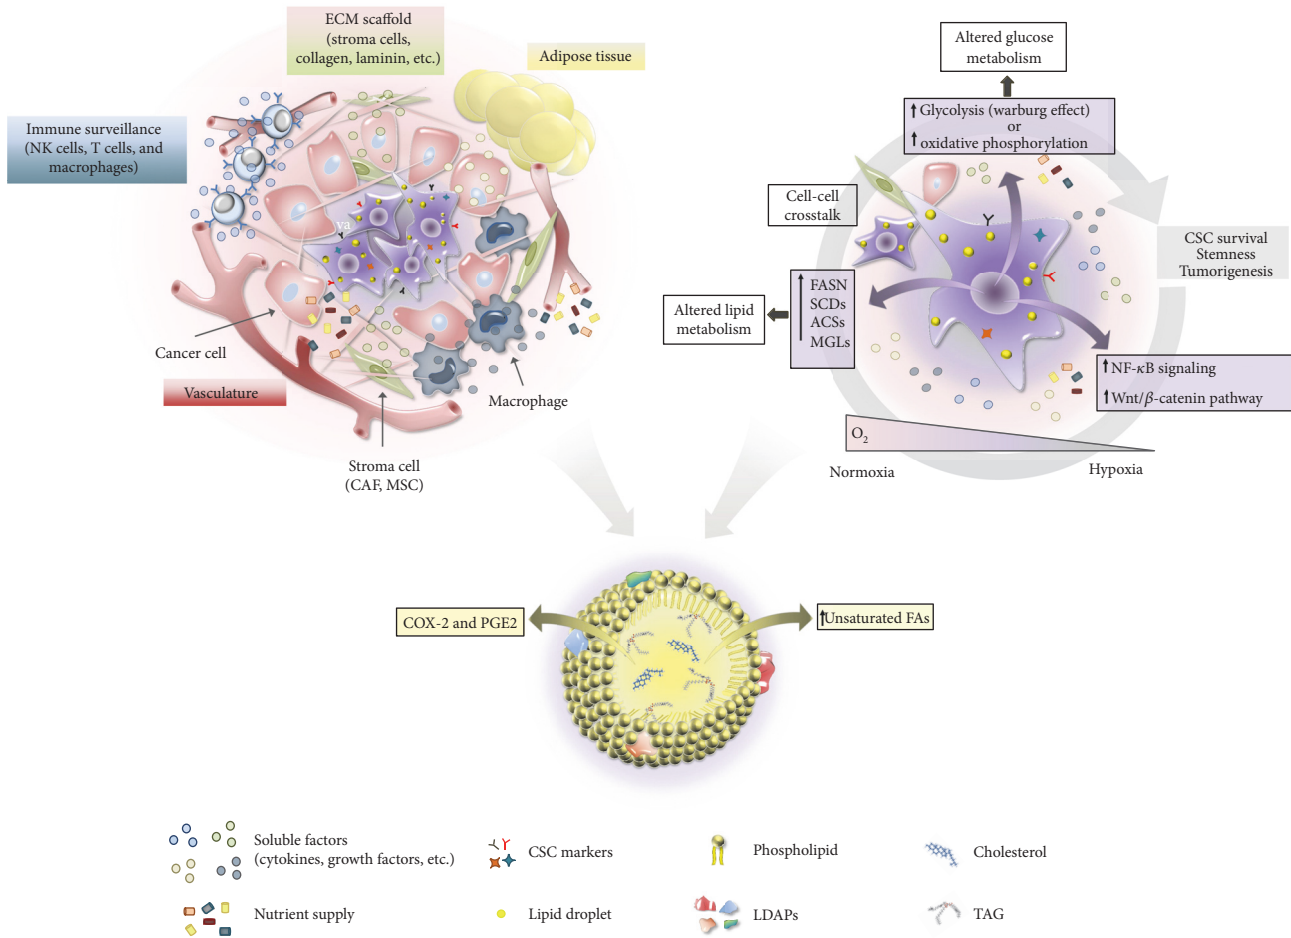 ECM scaffold
(stroma cells,
collagen, laminin, etc.)
Adipose tissue
Immune surveillance
(NK cells, T cells, and
macrophages)
va
Cancer cell
Vasculature
Macrophage
Stroma cell
(CAF, MSC)
Altered glucose
metabolism
Glycolysis (warburg effect)
or
oxidative phosphorylation
Cell-cell
crosstalk
CSC survival
Stemness
Tumorigenesis
Altered lipid
metabolism
FASN
SCDs
ACSs
MGLs
NF-κB signaling
Wnt/β-catenin pathway
O₂
Normoxia
Hypoxia
COX-2 and PGE2
Unsaturated FAs
Soluble factors
(cytokines, growth factors, etc.)
CSC markers
Phospholipid
Cholesterol
Nutrient supply
Lipid droplet
LDAPs
TAG